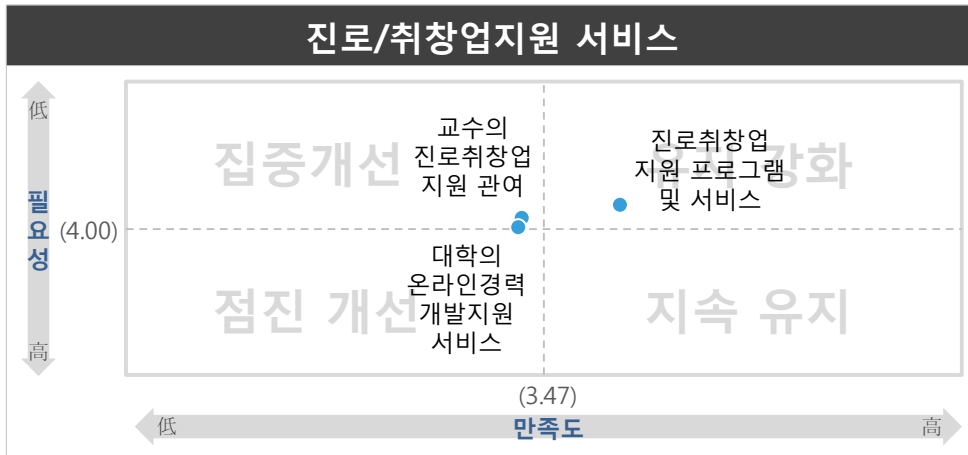 진로/취창업지원 서비스
低
필
요
성
高
(4.00)
집중개선
유지 강화
점진 개선
지속 유지
교수의
진로취창업
지원 관여
진로취창업
지원 프로그램
및 서비스
대학의
온라인경력
개발지원
서비스
(3.47)
低
만족도
高